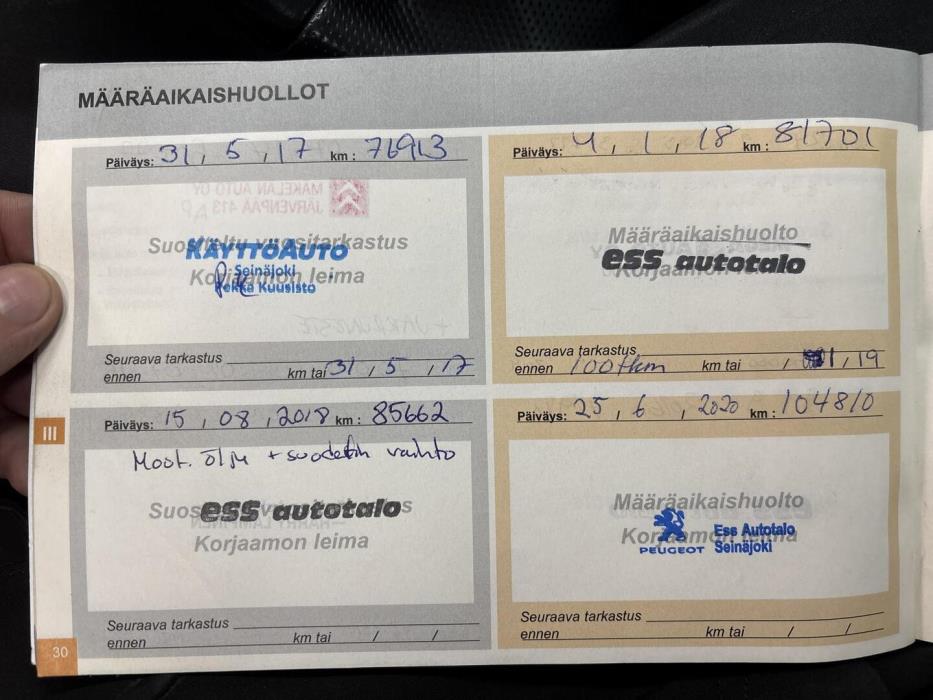 MÄÄRÄAIKAISHUOLLOT
Päiväys: 31, 5, 17 km: 76913
Suositeltu vuositarkastus
KÄYTTÖAUTO
Seinäjoki
Korjaamon leima
Pekka Kuusisto
Seuraava tarkastus
ennen km tai 31, 5, 17
Päiväys: 4, 1, 18 km: 81701
Määräaikaishuolto
ess autotalo
Korjaamon
Seuraava tarkastus
ennen 100tkm km tai / 1, 19
Päiväys: 15, 08, 2018 km: 85662
Moot. öljy + suodatin vaihto
ess autotalo
Korjaamon leima
Seuraava tarkastus
ennen km tai / /
Päiväys: 25, 6, 2020 km: 104810
Määräaikaishuolto
Korjaamon leima
Ess Autotalo
PEUGEOT Seinäjoki
Seuraava tarkastus
ennen km tai / /
III
30